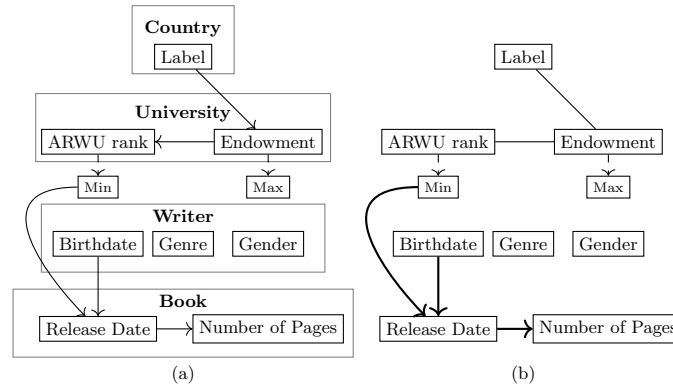 Country
Label
Label
University
ARWU rank
Endowment
ARWU rank
Endowment
Min
Max
Min
Max
Writer
Birthdate
Genre
Gender
Birthdate
Genre
Gender
Book
Release Date
Number of Pages
Release Date
Number of Pages
(a)
(b)